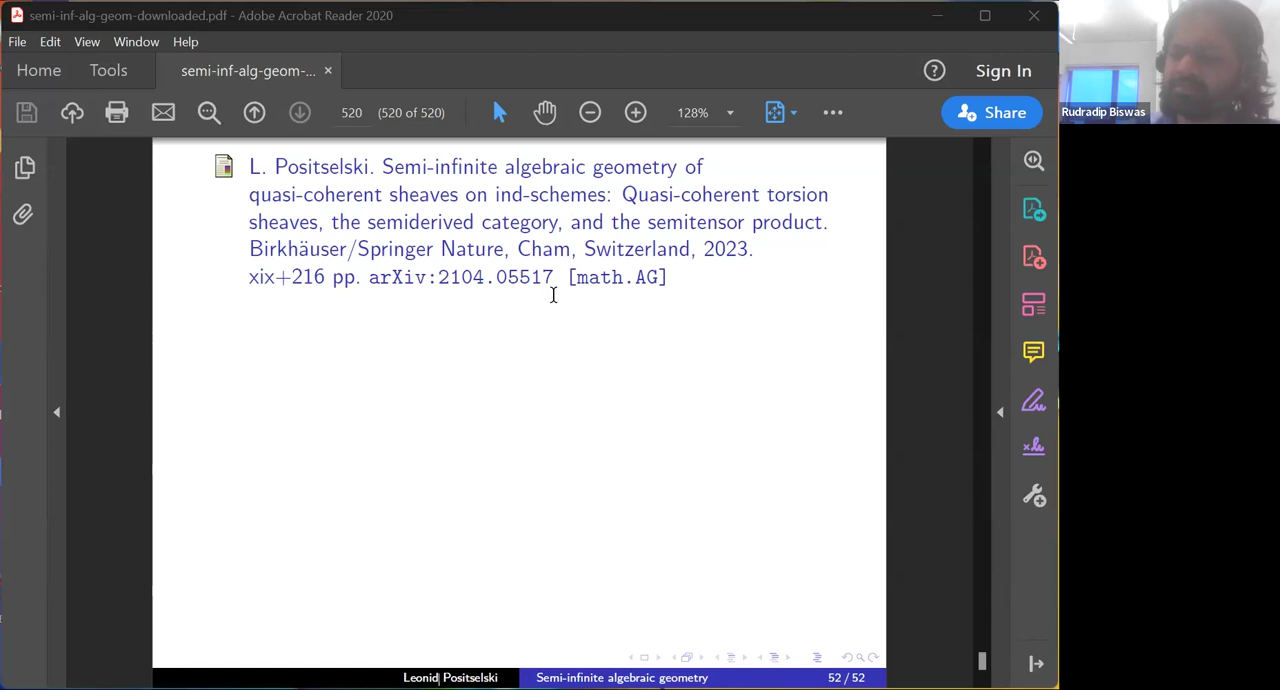 semi-inf-alg-geom-downloaded.pdf - Adobe Acrobat Reader 2020
File Edit View Window Help
Home Tools semi-inf-alg-geom-... × Sign In
520 (520 of 520) 128% Share
Rudradip Biswas
L. Positselski. Semi-infinite algebraic geometry of
quasi-coherent sheaves on ind-schemes: Quasi-coherent torsion
sheaves, the semiderived category, and the semitensor product.
Birkhäuser/Springer Nature, Cham, Switzerland, 2023.
xix+216 pp. arXiv:2104.05517 [math.AG]
Leonid Positselski Semi-infinite algebraic geometry 52 / 52